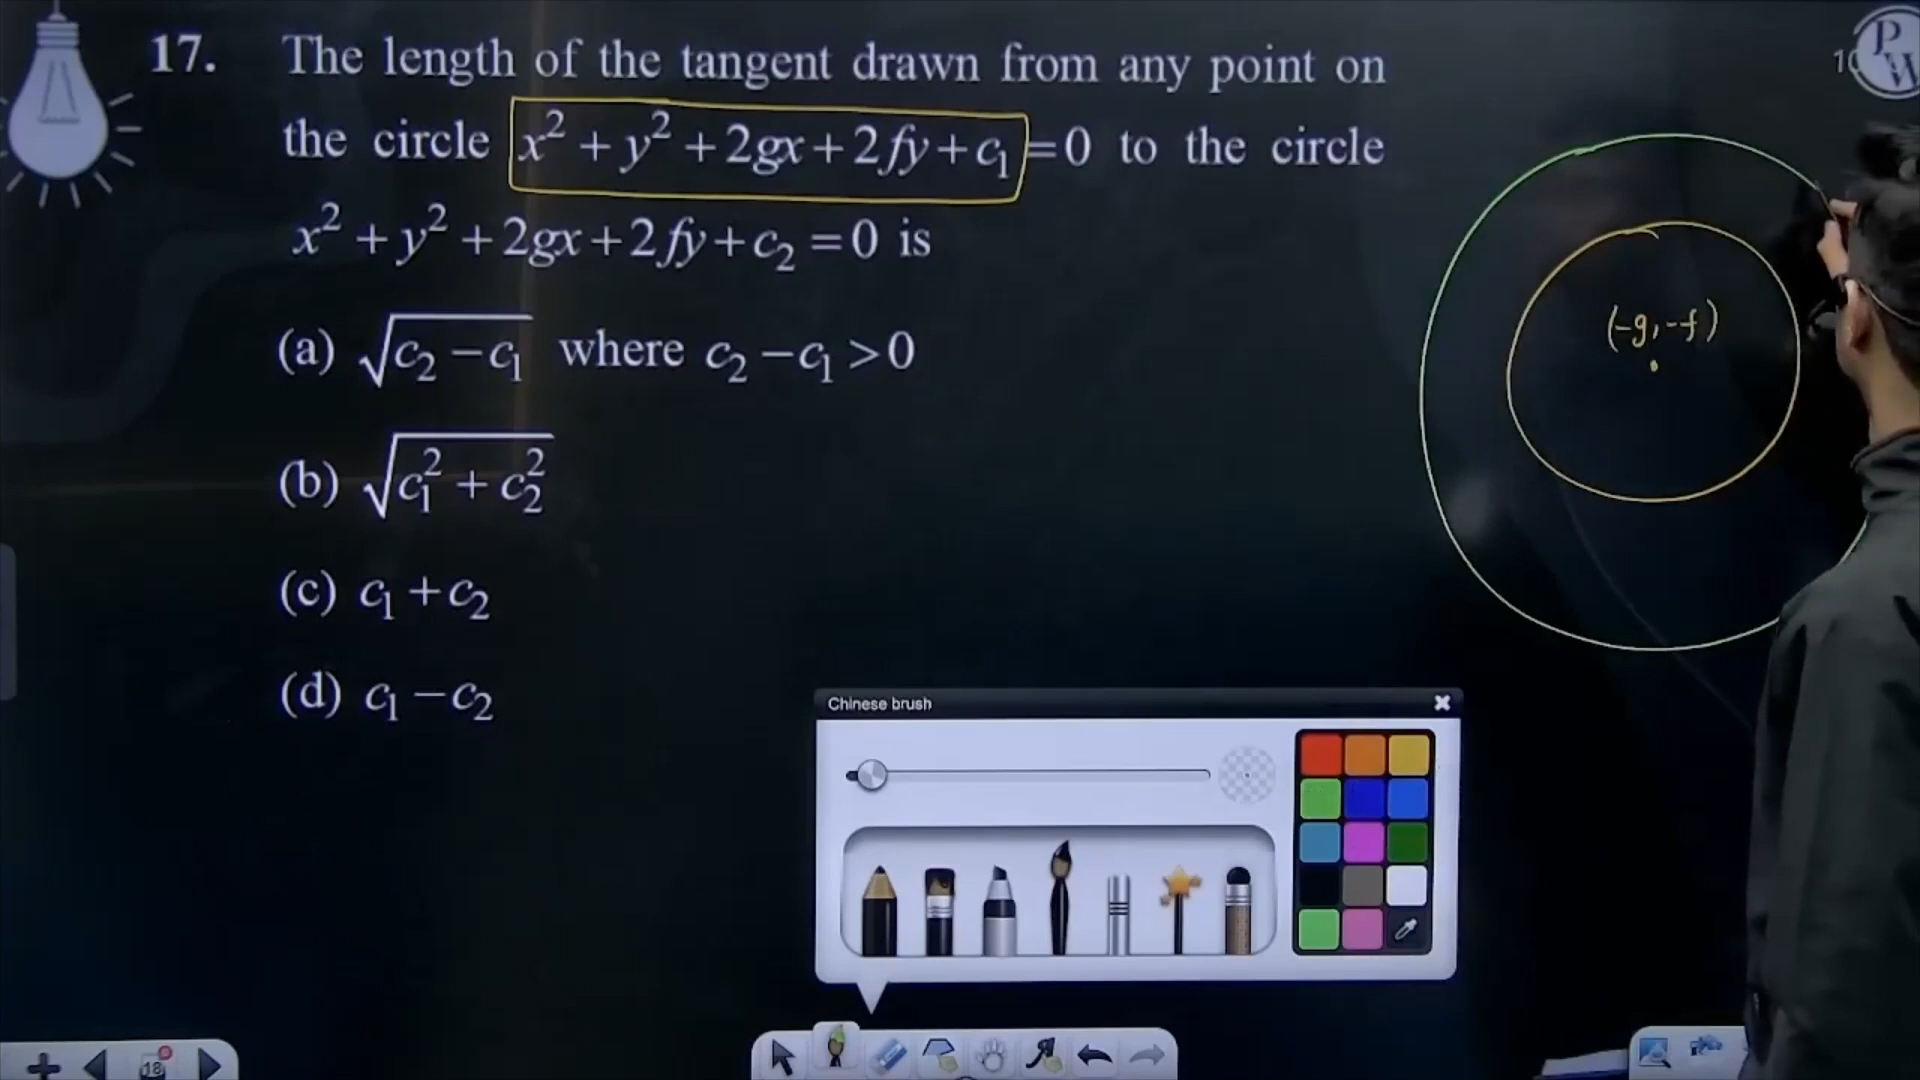 17. The length of the tangent drawn from any point on
the circle x² + y² + 2gx + 2fy + c₁ = 0 to the circle
x² + y² + 2gx + 2fy + c₂ = 0 is
(a) √(c₂ − c₁) where c₂ − c₁ > 0
(b) √(c₁² + c₂²)
(c) c₁ + c₂
(d) c₁ − c₂
(-g, -f)
PW
Chinese brush
18